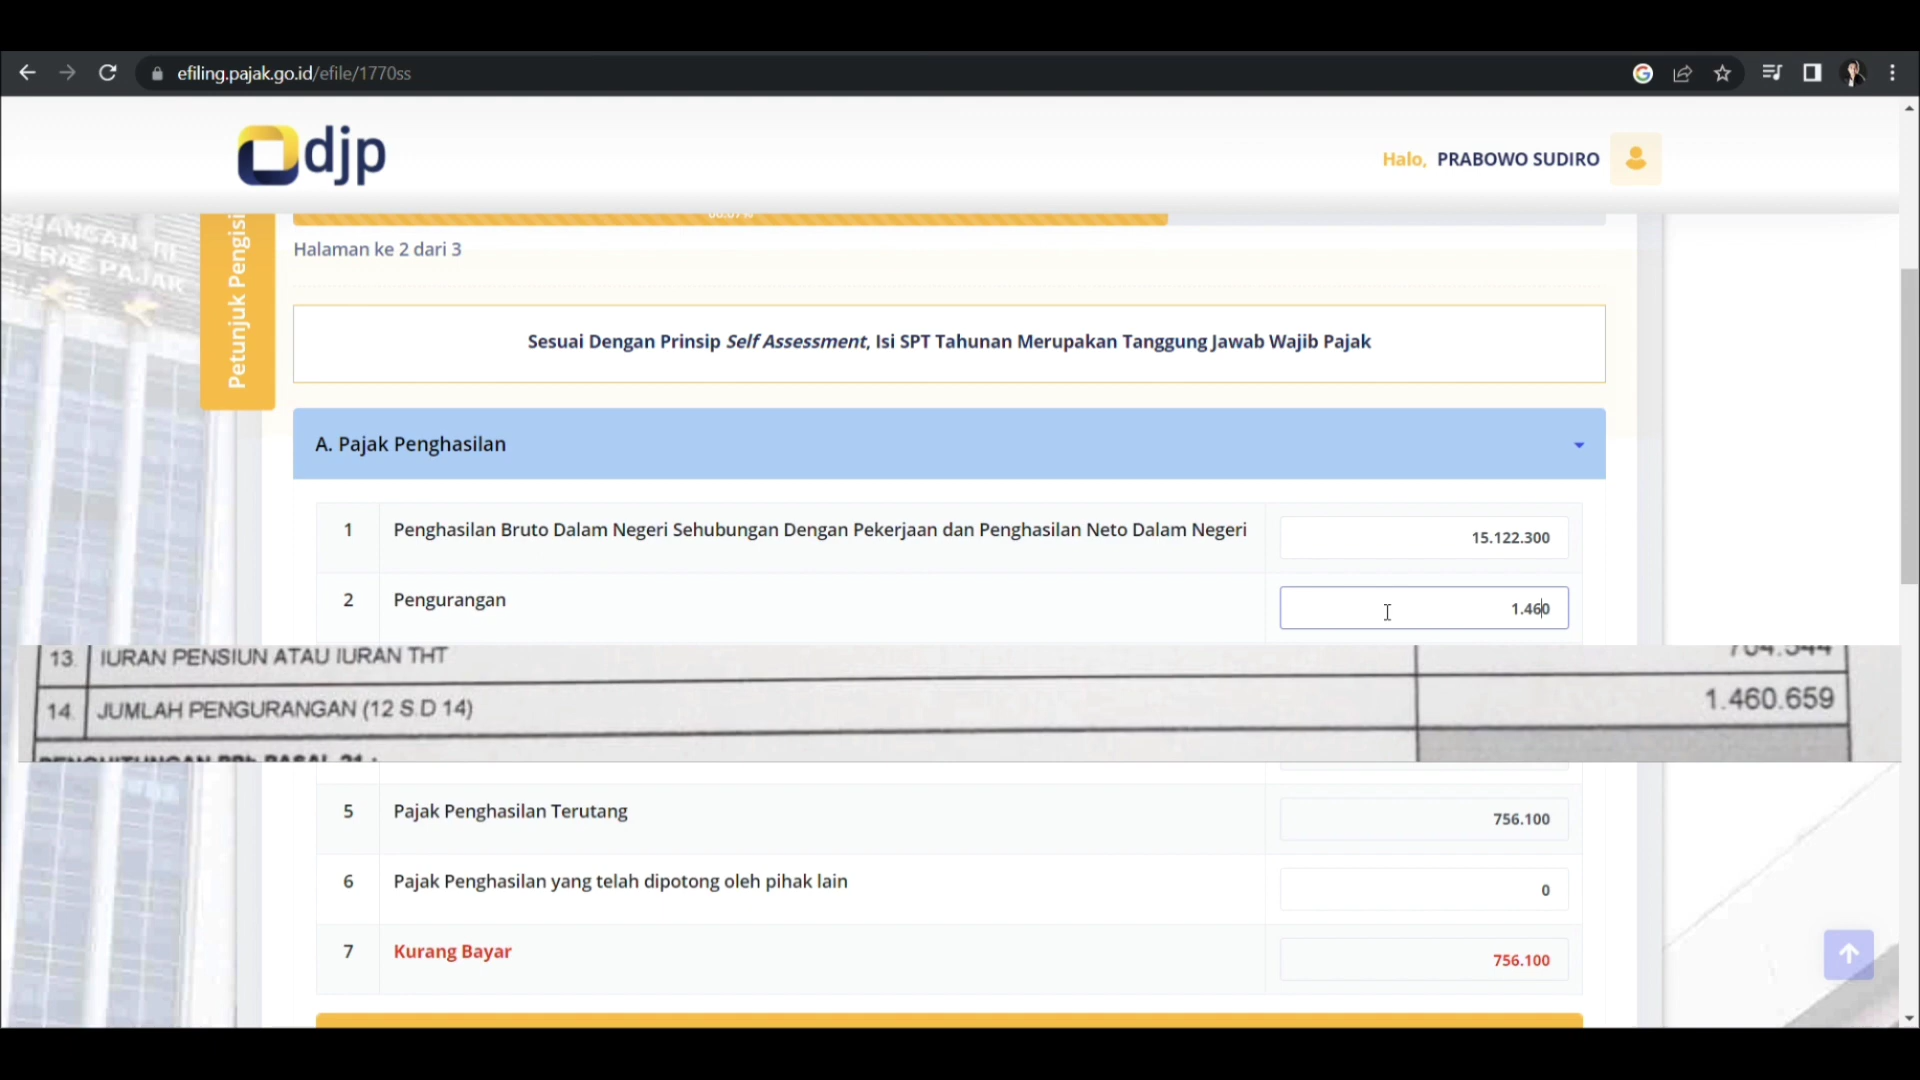 efiling.pajak.go.id/efile/1770ss
djp
Halo, PRABOWO SUDIRO
Petunjuk Pengisi
66.67%
Halaman ke 2 dari 3
Sesuai Dengan Prinsip Self Assessment, Isi SPT Tahunan Merupakan Tanggung Jawab Wajib Pajak
A. Pajak Penghasilan
1 Penghasilan Bruto Dalam Negeri Sehubungan Dengan Pekerjaan dan Penghasilan Neto Dalam Negeri 15.122.300
2 Pengurangan 1.460
13. IURAN PENSIUN ATAU IURAN THT 704.544
14. JUMLAH PENGURANGAN (12 S.D 14) 1.460.659
5 Pajak Penghasilan Terutang 756.100
6 Pajak Penghasilan yang telah dipotong oleh pihak lain 0
7 Kurang Bayar 756.100